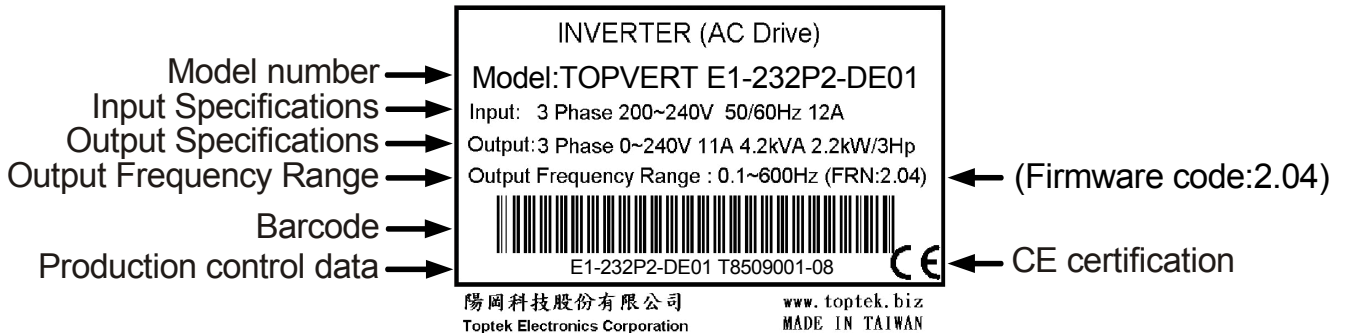 INVERTER (AC Drive)
Model number
Model:TOPVERT E1-232P2-DE01
Input Specifications
Input: 3 Phase 200~240V 50/60Hz 12A
Output Specifications
Output:3 Phase 0~240V 11A 4.2kVA 2.2kW/3Hp
Output Frequency Range
Output Frequency Range : 0.1~600Hz (FRN:2.04)
(Firmware code:2.04)
Barcode
Production control data
E1-232P2-DE01 T8509001-08
CE
CE certification
陽岡科技股份有限公司
www.toptek.biz
Toptek Electronics Corporation
MADE IN TAIWAN